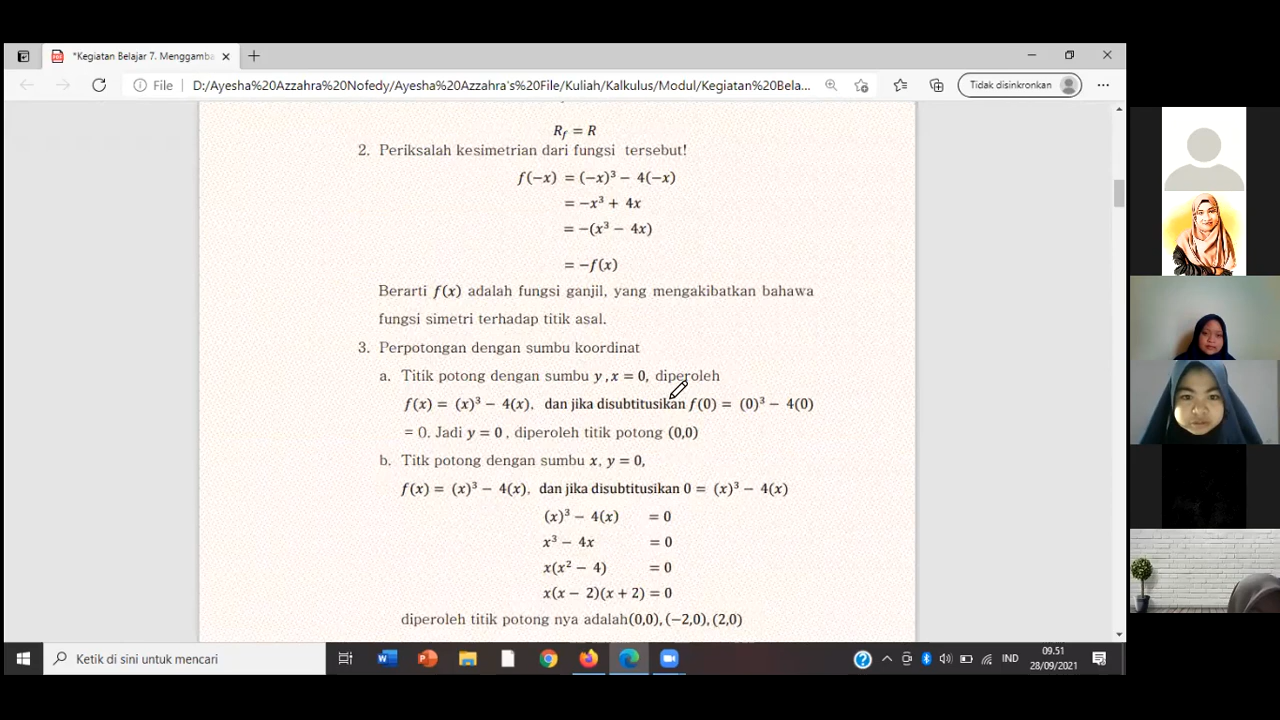 *Kegiatan Belajar 7. Menggamba
File
D:/Ayesha%20Azzahra%20Nofedy/Ayesha%20Azzahra's%20File/Kuliah/Kalkulus/Modul/Kegiatan%20Bela...
Tidak disinkronkan
R_f = R
2. Periksalah kesimetrian dari fungsi tersebut!
f(−x) = (−x)³ − 4(−x)
= −x³ + 4x
= −(x³ − 4x)
= −f(x)
Berarti f(x) adalah fungsi ganjil, yang mengakibatkan bahawa
fungsi simetri terhadap titik asal.
3. Perpotongan dengan sumbu koordinat
a. Titik potong dengan sumbu y ,x = 0, diperoleh
f(x) = (x)³ − 4(x), dan jika disubtitusikan f(0) = (0)³ − 4(0)
= 0. Jadi y = 0 , diperoleh titik potong (0,0)
b. Titk potong dengan sumbu x, y = 0,
f(x) = (x)³ − 4(x), dan jika disubtitusikan 0 = (x)³ − 4(x)
(x)³ − 4(x) = 0
x³ − 4x = 0
x(x² − 4) = 0
x(x − 2)(x + 2) = 0
diperoleh titik potong nya adalah(0,0), (−2,0), (2,0)
Ketik di sini untuk mencari
IND
09.51
28/09/2021